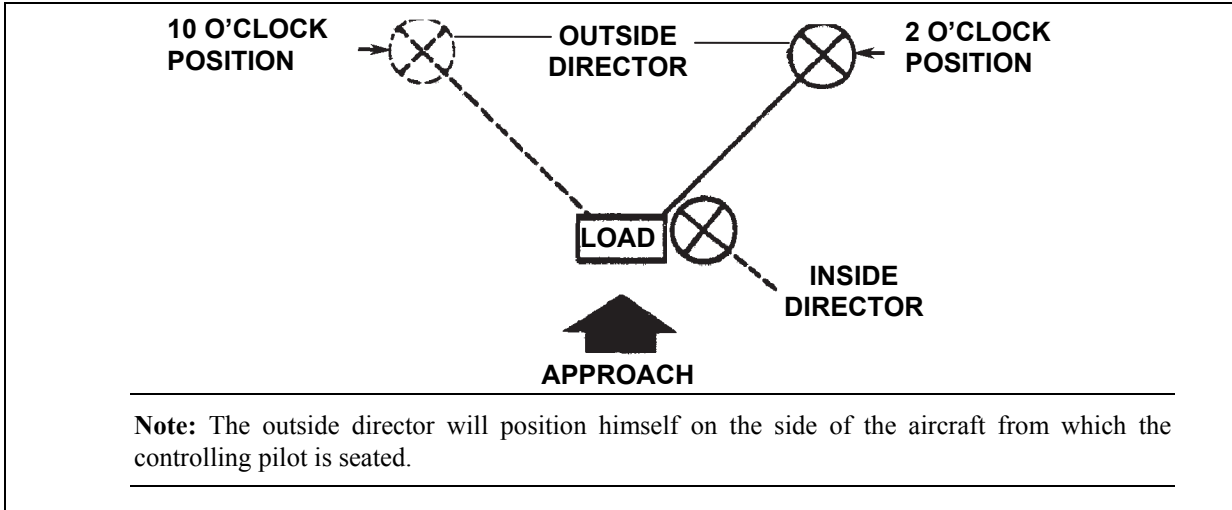 10 O’CLOCK
POSITION
OUTSIDE
DIRECTOR
2 O’CLOCK
POSITION
LOAD
INSIDE
DIRECTOR
APPROACH
Note: The outside director will position himself on the side of the aircraft from which the
controlling pilot is seated.